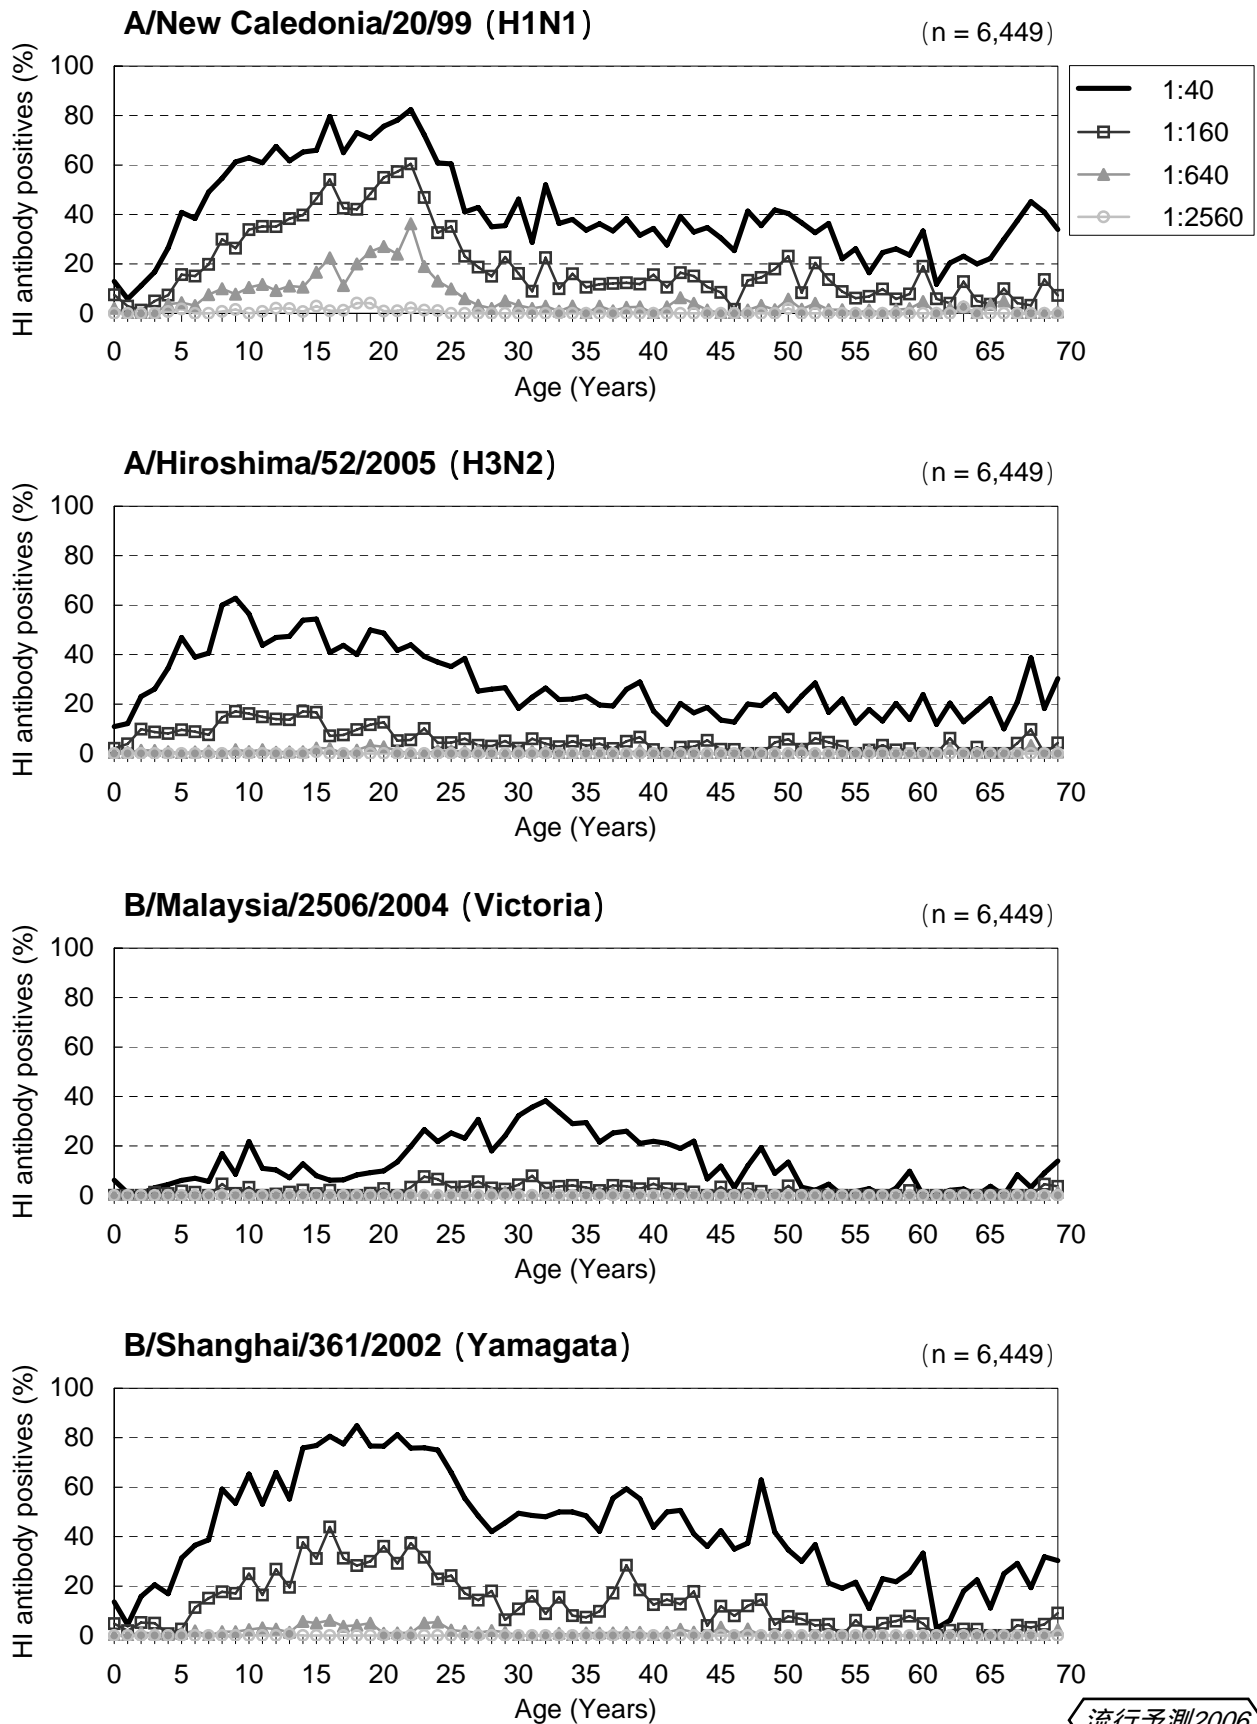 A/New Caledonia/20/99 (H1N1)
(n = 6,449)
HI antibody positives (%)
100
80
60
40
20
0
0 5 10 15 20 25 30 35 40 45 50 55 60 65 70
Age (Years)
1:40
1:160
1:640
1:2560
A/Hiroshima/52/2005 (H3N2)
(n = 6,449)
HI antibody positives (%)
100
80
60
40
20
0
0 5 10 15 20 25 30 35 40 45 50 55 60 65 70
Age (Years)
B/Malaysia/2506/2004 (Victoria)
(n = 6,449)
HI antibody positives (%)
100
80
60
40
20
0
0 5 10 15 20 25 30 35 40 45 50 55 60 65 70
Age (Years)
B/Shanghai/361/2002 (Yamagata)
(n = 6,449)
HI antibody positives (%)
100
80
60
40
20
0
0 5 10 15 20 25 30 35 40 45 50 55 60 65 70
Age (Years)
流行予測2006